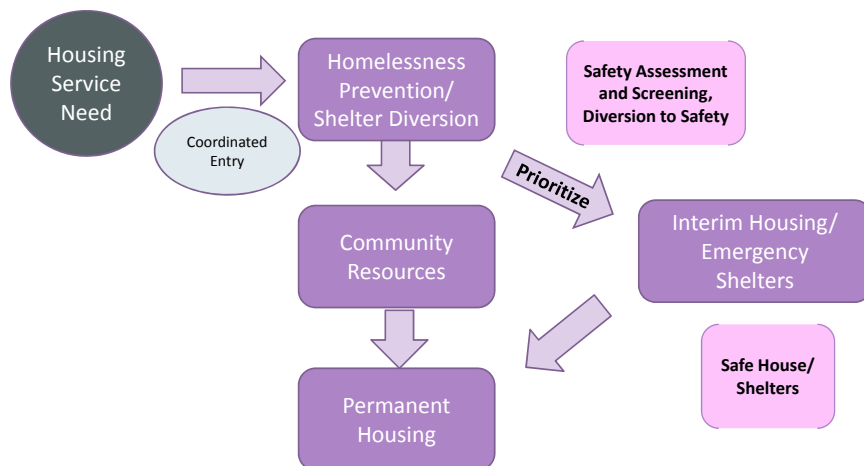 Housing
Service
Need
Coordinated
Entry
Homelessness
Prevention/
Shelter Diversion
Safety Assessment
and Screening,
Diversion to Safety
Prioritize
Community
Resources
Interim Housing/
Emergency
Shelters
Safe House/
Shelters
Permanent
Housing